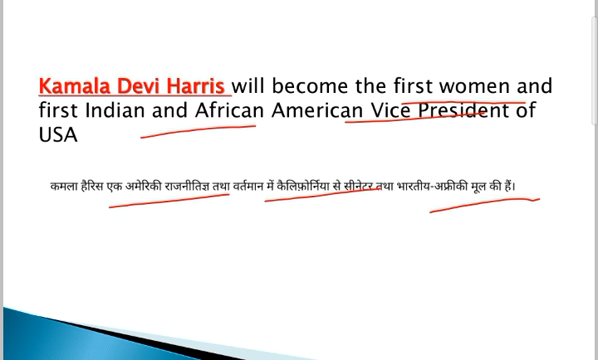 Kamala Devi Harris will become the first women and
first Indian and African American Vice President of
USA
कमला हैरिस एक अमेरिकी राजनीतिज्ञ तथा वर्तमान में कैलिफ़ोर्निया से सीनेटर तथा भारतीय-अफ्रीकी मूल की हैं।